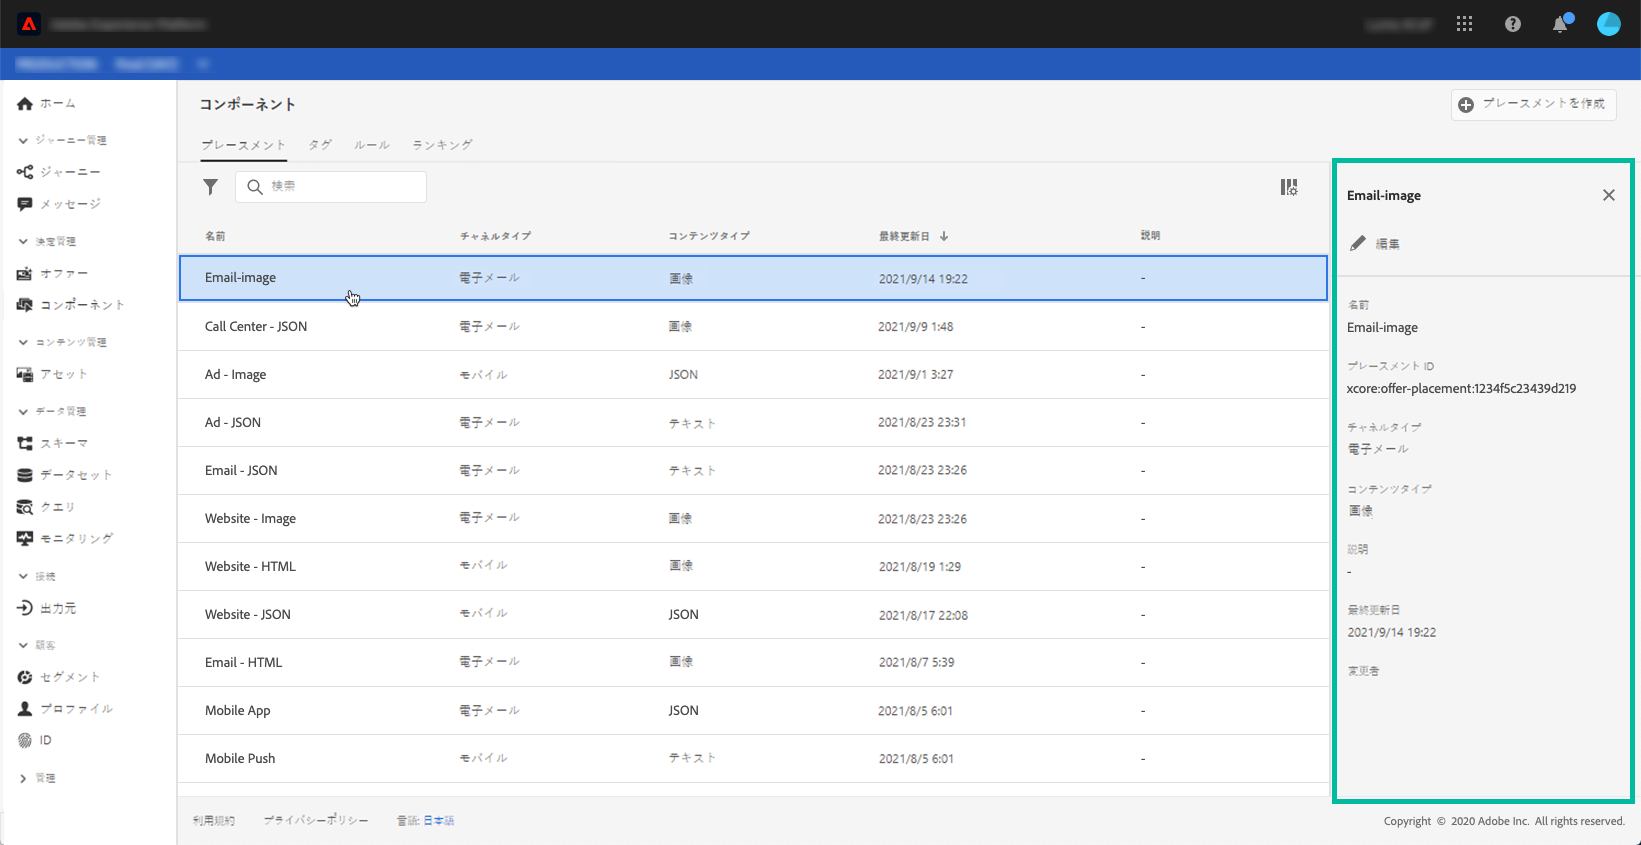 ホーム
ジャーニー管理
ジャーニー
メッセージ
決定管理
オファー
コンポーネント
コンテンツ管理
アセット
データ管理
スキーマ
データセット
クエリ
モニタリング
接続
出力元
顧客
セグメント
プロファイル
ID
管理
コンポーネント
プレースメントを作成
プレースメント タグ ルール ランキング
検索
名前 チャネルタイプ コンテンツタイプ 最終更新日 説明
Email-image 電子メール 画像 2021/9/14 19:22 -
Call Center - JSON 電子メール 画像 2021/9/9 1:48 -
Ad - Image モバイル JSON 2021/9/1 3:27 -
Ad - JSON 電子メール テキスト 2021/8/23 23:31 -
Email - JSON 電子メール テキスト 2021/8/23 23:26 -
Website - Image 電子メール 画像 2021/8/23 23:26 -
Website - HTML モバイル 画像 2021/8/19 1:29 -
Website - JSON モバイル JSON 2021/8/17 22:08 -
Email - HTML 電子メール 画像 2021/8/7 5:39 -
Mobile App 電子メール JSON 2021/8/5 6:01 -
Mobile Push モバイル テキスト 2021/8/5 6:01 -
Email-image
編集
名前
Email-image
プレースメント ID
xcore:offer-placement:1234f5c23439d219
チャネルタイプ
電子メール
コンテンツタイプ
画像
説明
-
最終更新日
2021/9/14 19:22
変更者
利用規約 プライバシーポリシー 言語: 日本語
Copyright © 2020 Adobe Inc. All rights reserved.